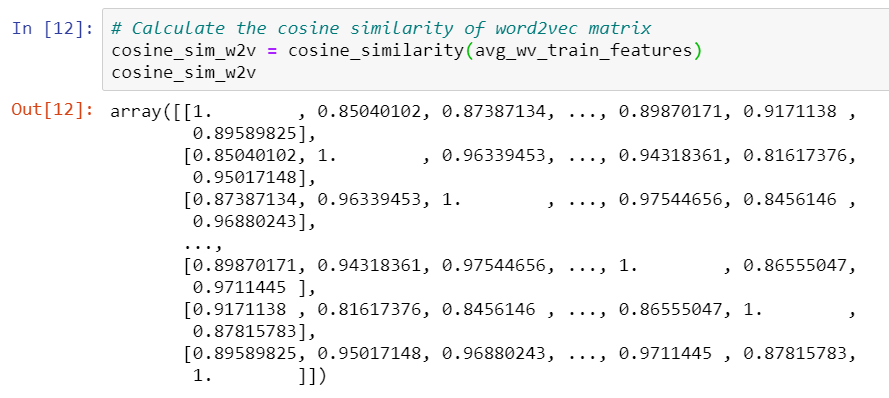 In [12]: # Calculate the cosine similarity of word2vec matrix
cosine_sim_w2v = cosine_similarity(avg_wv_train_features)
cosine_sim_w2v
Out[12]: array([[1.        , 0.85040102, 0.87387134, ..., 0.89870171, 0.9171138 ,
0.89589825],
[0.85040102, 1.        , 0.96339453, ..., 0.94318361, 0.81617376,
0.95017148],
[0.87387134, 0.96339453, 1.        , ..., 0.97544656, 0.8456146 ,
0.96880243],
...,
[0.89870171, 0.94318361, 0.97544656, ..., 1.        , 0.86555047,
0.9711445 ],
[0.9171138 , 0.81617376, 0.8456146 , ..., 0.86555047, 1.        ,
0.87815783],
[0.89589825, 0.95017148, 0.96880243, ..., 0.9711445 , 0.87815783,
1.        ]])